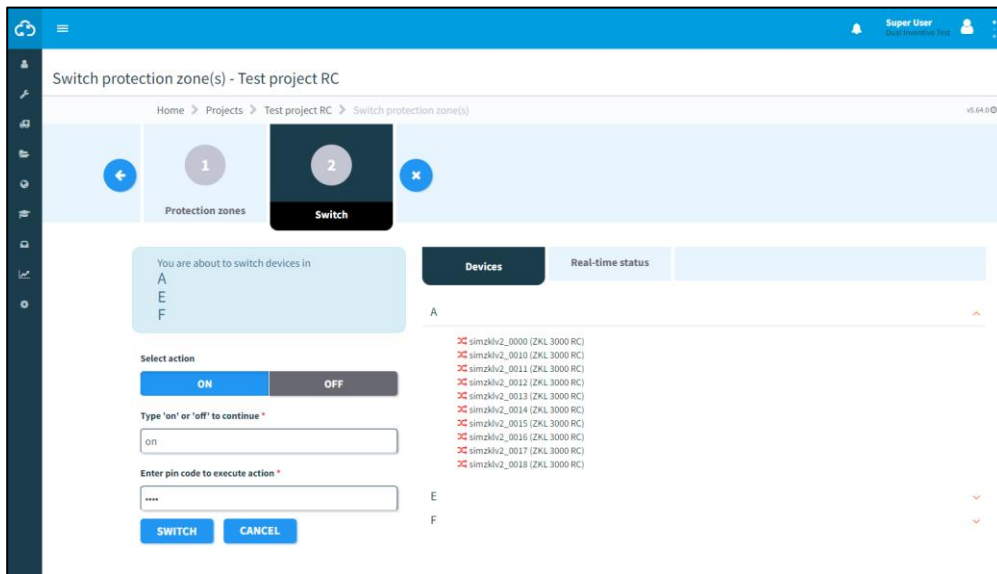 Super User
Dual Inventive Test
Switch protection zone(s) - Test project RC
Home > Projects > Test project RC > Switch protection zone(s)
v5.64.0
1
Protection zones
2
Switch
You are about to switch devices in
A
E
F
Select action
ON OFF
Type 'on' or 'off' to continue *
on
Enter pin code to execute action *
••••
SWITCH CANCEL
Devices Real-time status
A
simzklv2_0000 (ZKL 3000 RC)
simzklv2_0010 (ZKL 3000 RC)
simzklv2_0011 (ZKL 3000 RC)
simzklv2_0012 (ZKL 3000 RC)
simzklv2_0013 (ZKL 3000 RC)
simzklv2_0014 (ZKL 3000 RC)
simzklv2_0015 (ZKL 3000 RC)
simzklv2_0016 (ZKL 3000 RC)
simzklv2_0017 (ZKL 3000 RC)
simzklv2_0018 (ZKL 3000 RC)
E
F